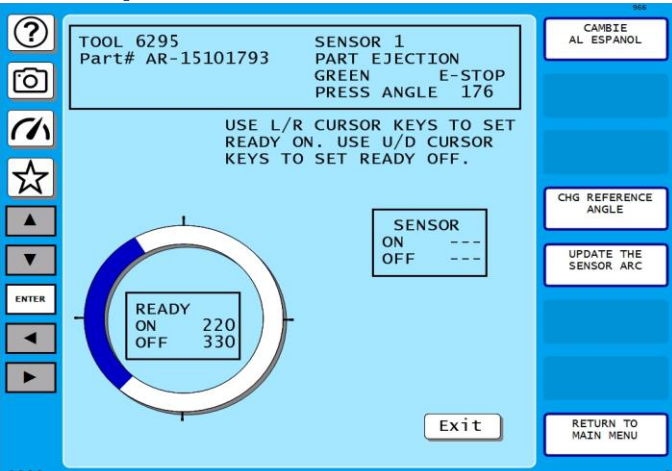 966
TOOL 6295
Part# AR-15101793
SENSOR 1
PART EJECTION
GREEN E-STOP
PRESS ANGLE 176
USE L/R CURSOR KEYS TO SET
READY ON. USE U/D CURSOR
KEYS TO SET READY OFF.
SENSOR
ON ---
OFF ---
READY
ON 220
OFF 330
Exit
ENTER
CAMBIE
AL ESPANOL
CHG REFERENCE
ANGLE
UPDATE THE
SENSOR ARC
RETURN TO
MAIN MENU